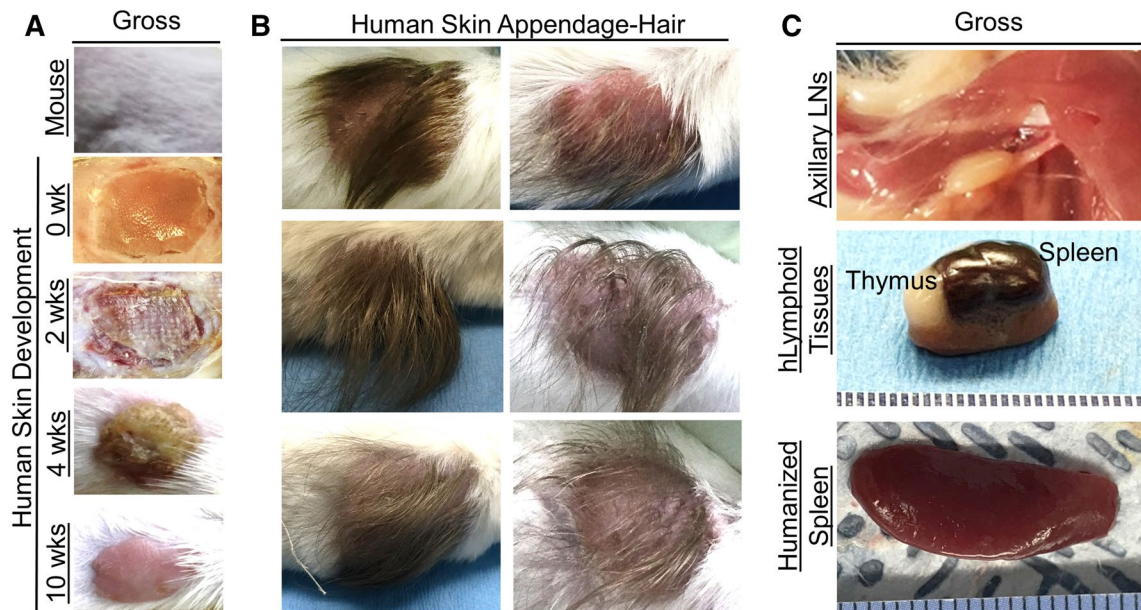 A
Gross
Mouse
Human Skin Development
0 wk
2 wks
4 wks
10 wks
B
Human Skin Appendage-Hair
C
Gross
Axillary LNs
hLymphoid
Tissues
Thymus
Spleen
Humanized
Spleen